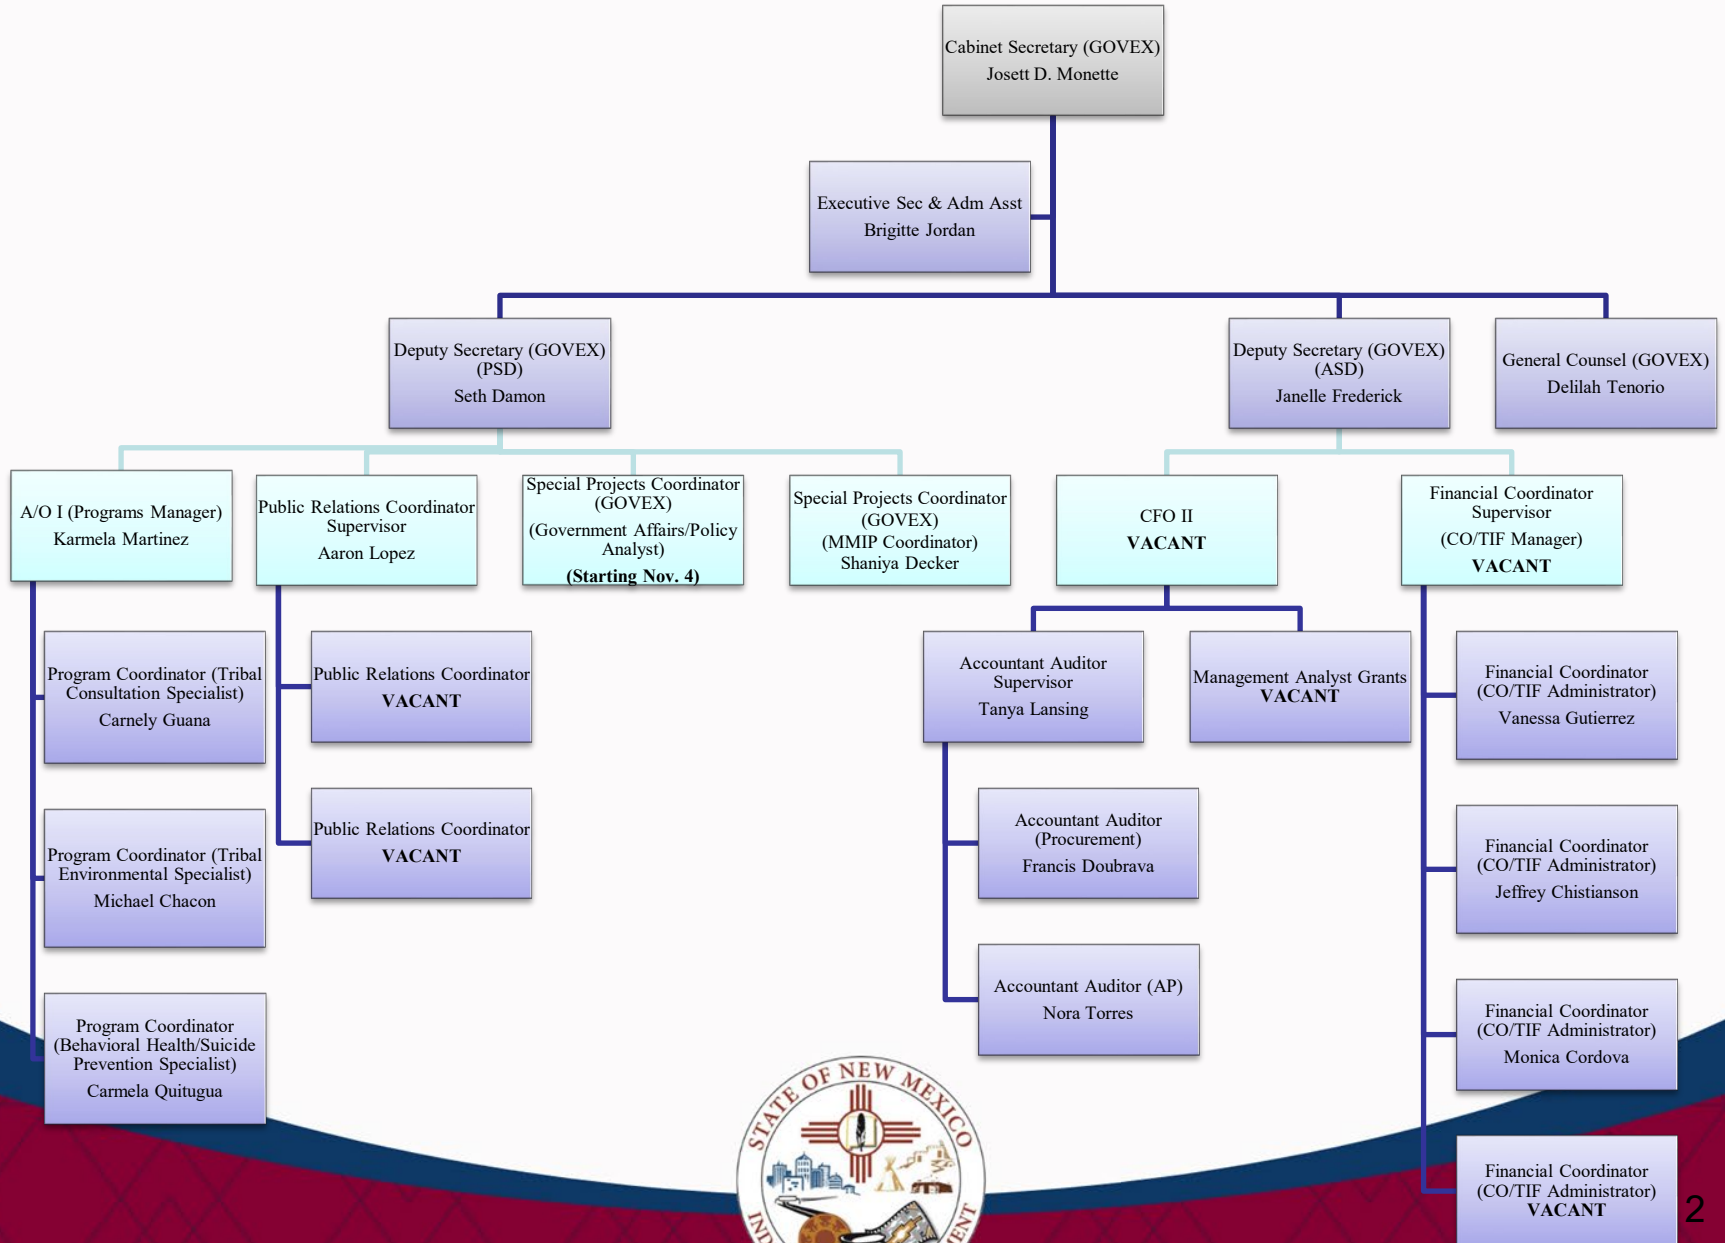 Cabinet Secretary (GOVEX)
Josett D. Monette
Executive Sec & Adm Asst
Brigitte Jordan
Deputy Secretary (GOVEX)
(PSD)
Seth Damon
Deputy Secretary (GOVEX)
(ASD)
Janelle Frederick
General Counsel (GOVEX)
Delilah Tenorio
A/O I (Programs Manager)
Karmela Martinez
Public Relations Coordinator
Supervisor
Aaron Lopez
Special Projects Coordinator
(GOVEX)
(Government Affairs/Policy
Analyst)
(Starting Nov. 4)
Special Projects Coordinator
(GOVEX)
(MMIP Coordinator)
Shaniya Decker
CFO II
VACANT
Financial Coordinator
Supervisor
(CO/TIF Manager)
VACANT
Program Coordinator (Tribal
Consultation Specialist)
Carnely Guana
Public Relations Coordinator
VACANT
Accountant Auditor
Supervisor
Tanya Lansing
Management Analyst Grants
VACANT
Financial Coordinator
(CO/TIF Administrator)
Vanessa Gutierrez
Program Coordinator (Tribal
Environmental Specialist)
Michael Chacon
Public Relations Coordinator
VACANT
Accountant Auditor
(Procurement)
Francis Doubrava
Financial Coordinator
(CO/TIF Administrator)
Jeffrey Chistianson
Program Coordinator
(Behavioral Health/Suicide
Prevention Specialist)
Carmela Quitugua
Accountant Auditor (AP)
Nora Torres
Financial Coordinator
(CO/TIF Administrator)
Monica Cordova
Financial Coordinator
(CO/TIF Administrator)
VACANT
STATE OF NEW MEXICO
2